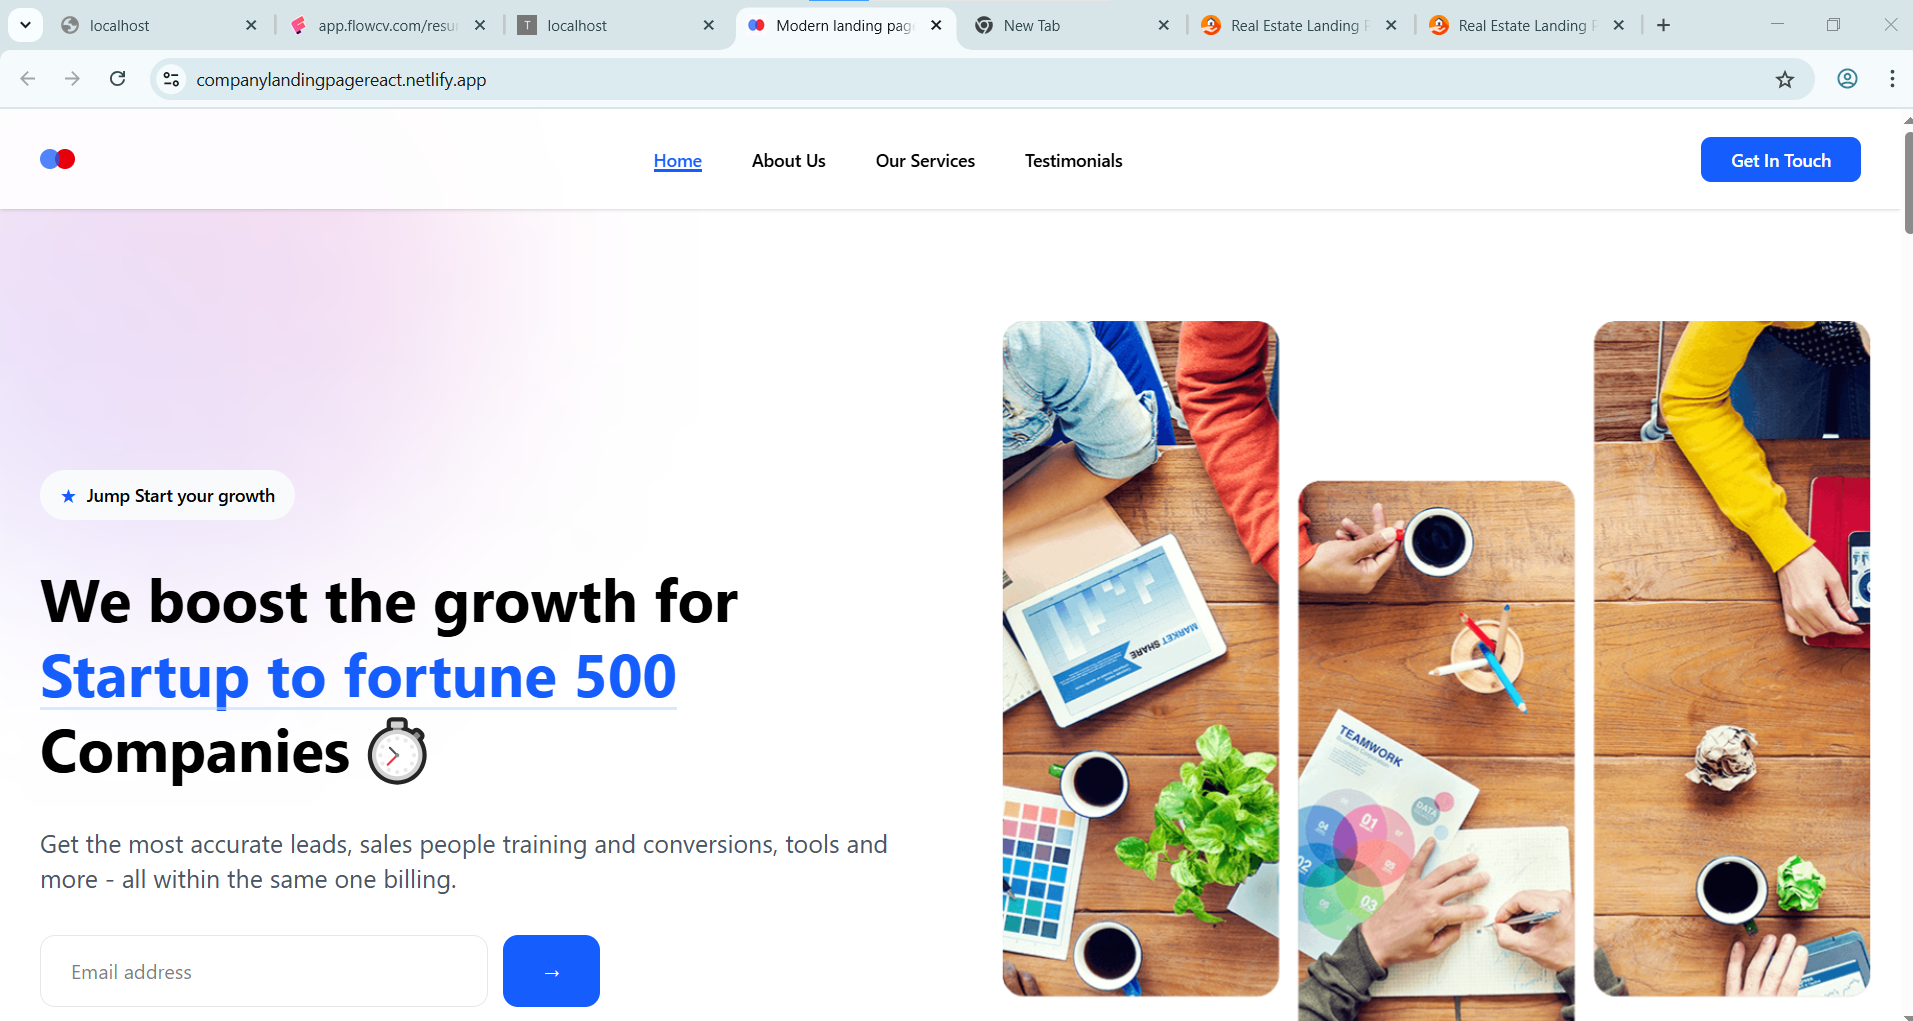 localhost
app.flowcv.com/resu
T localhost
Modern landing pag
New Tab
Real Estate Landing P
Real Estate Landing P
companylandingpagereact.netlify.app
Home
About Us
Our Services
Testimonials
Get In Touch
★ Jump Start your growth
We boost the growth for
Startup to fortune 500
Companies
Get the most accurate leads, sales people training and conversions, tools and
more - all within the same one billing.
Email address
→
MARKET SHARE
TEAMWORK
DATA
04
01
02
05
03